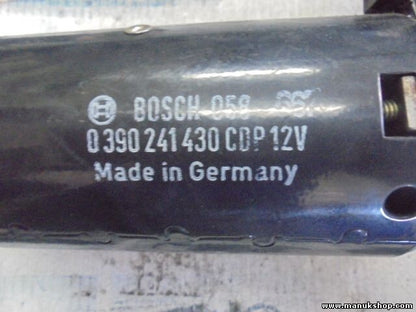 BOSCH 058
0 390 241 430 CDP 12V
Made in Germany
www.manukshop.com